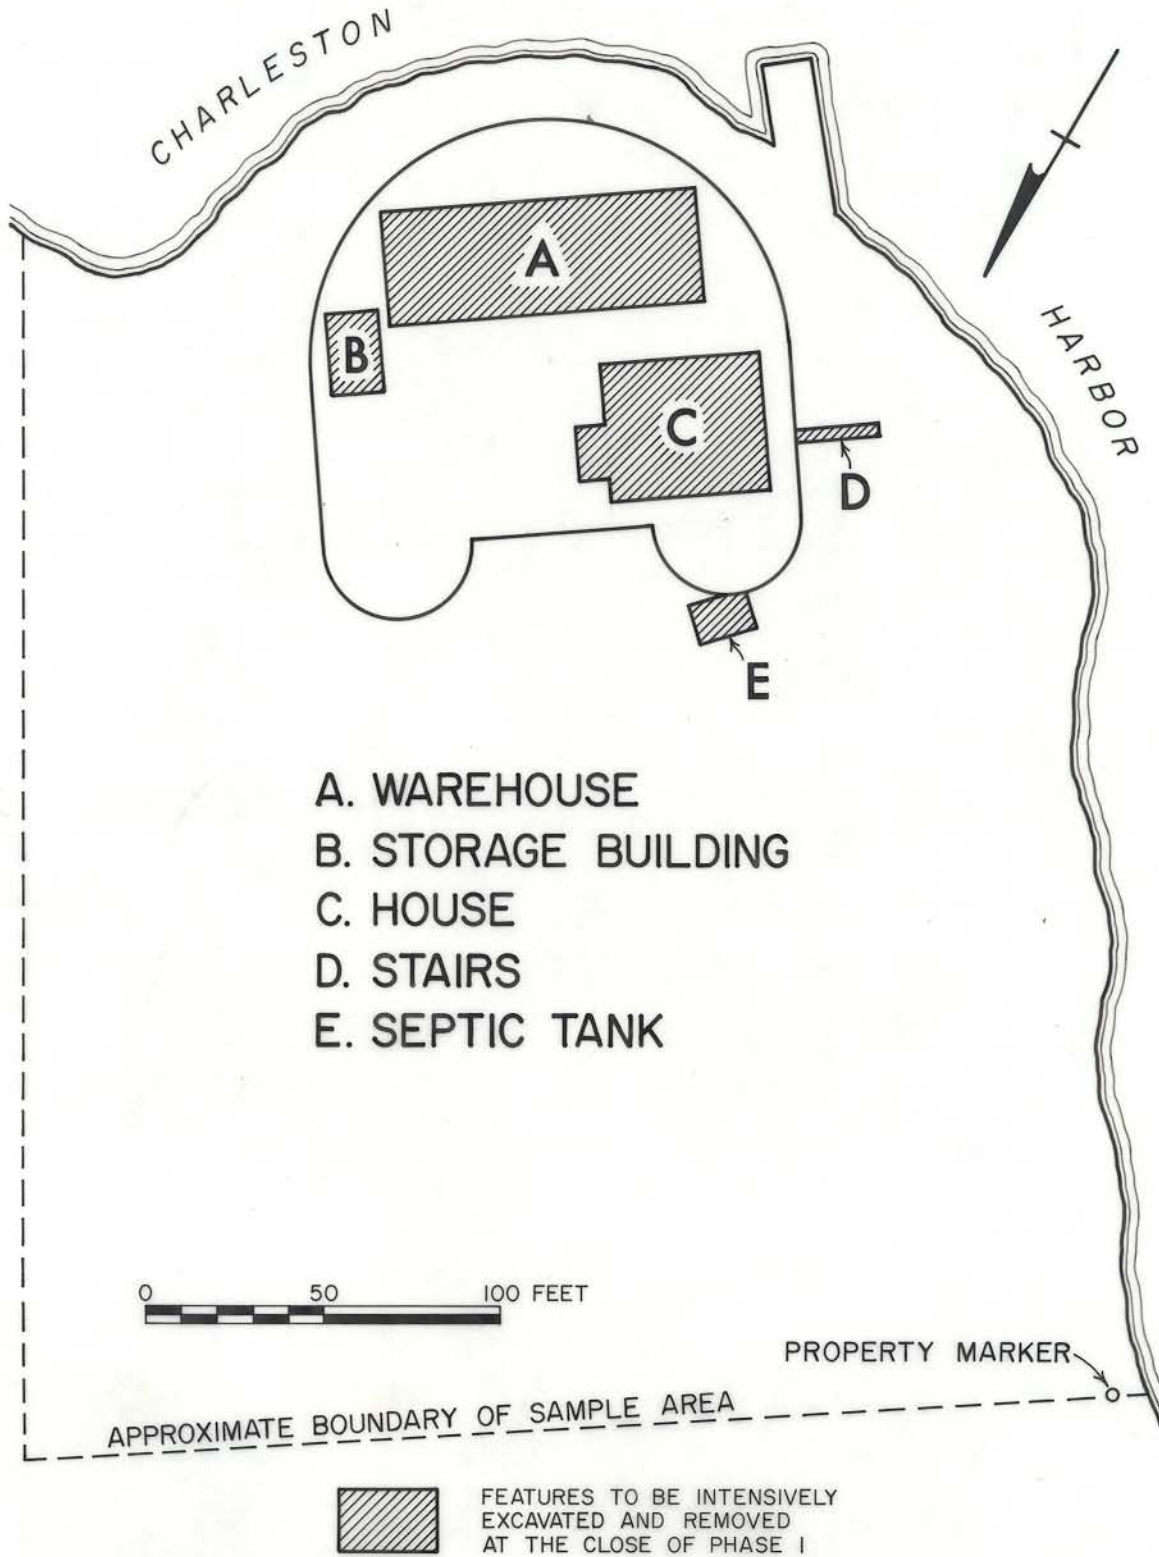 CHARLESTON
HARBOR
A
B
C
D
E
A. WAREHOUSE
B. STORAGE BUILDING
C. HOUSE
D. STAIRS
E. SEPTIC TANK
0 50 100 FEET
PROPERTY MARKER
APPROXIMATE BOUNDARY OF SAMPLE AREA
FEATURES TO BE INTENSIVELY
EXCAVATED AND REMOVED
AT THE CLOSE OF PHASE I